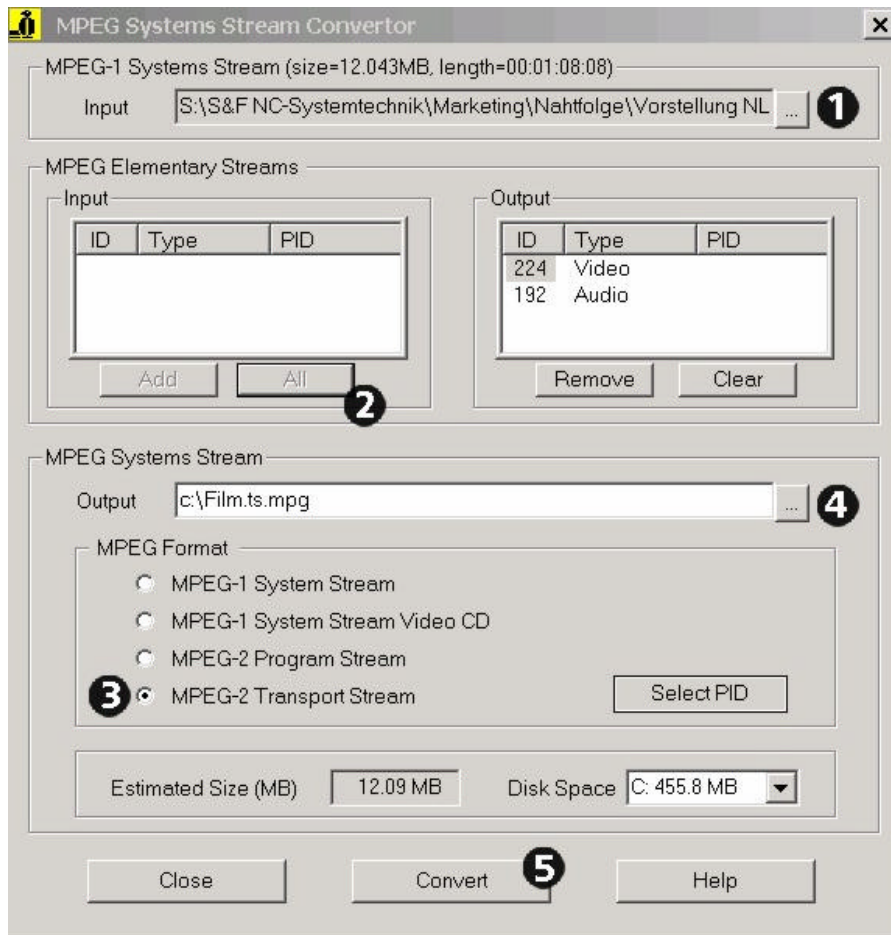 MPEG Systems Stream Convertor
MPEG-1 Systems Stream (size=12.043MB, length=00:01:08:08)
Input S:\S&F NC-Systemtechnik\Marketing\Nahtfolge\Vorstellung NL ... 1
MPEG Elementary Streams
Input Output
ID Type PID ID Type PID
224 Video
192 Audio
Add All Remove Clear
2
MPEG Systems Stream
Output c:\Film.ts.mpg ... 4
MPEG Format
MPEG-1 System Stream
MPEG-1 System Stream Video CD
MPEG-2 Program Stream
3 MPEG-2 Transport Stream Select PID
Estimated Size (MB) 12.09 MB Disk Space C: 455.8 MB
Close Convert 5 Help